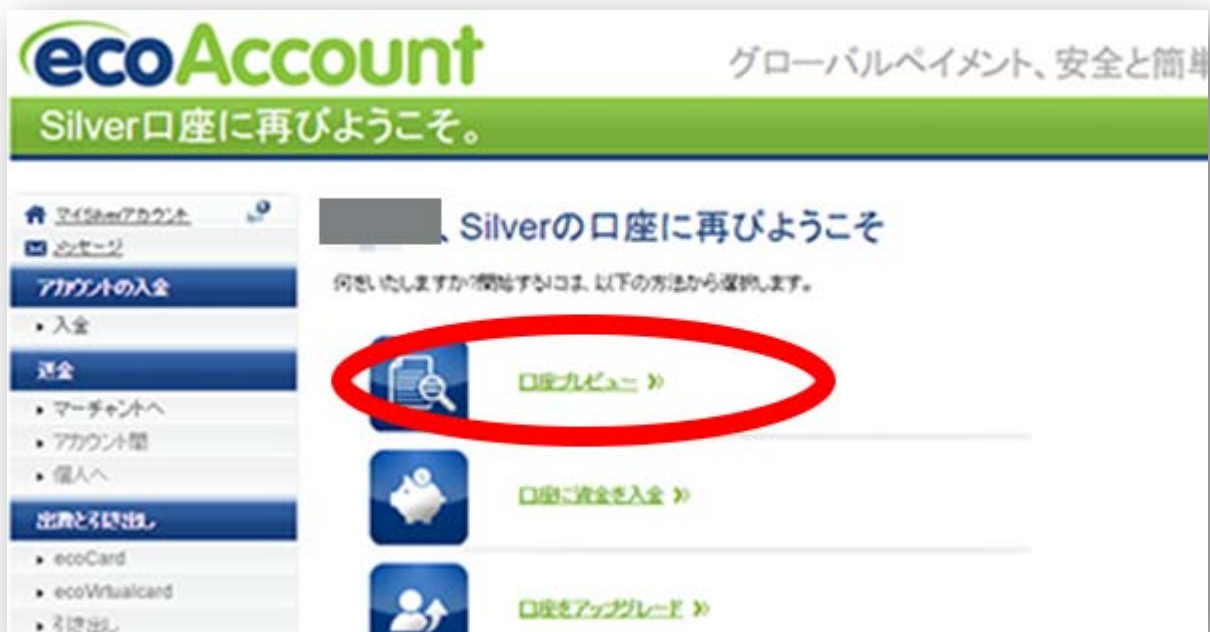 ecoAccount
グローバルペイメント、安全と簡単
Silver口座に再びようこそ。
マイSilverアカウント
メッセージ
アカウントの入金
入金
送金
マーチャントへ
アカウント間
個人へ
出費と引き出し
ecoCard
ecoVirtualcard
引き出し
、Silverの口座に再びようこそ
何をいたしますか?開始するには、以下の方法から選択します。
口座プレビュー »
口座に資金を入金 »
口座をアップグレード »